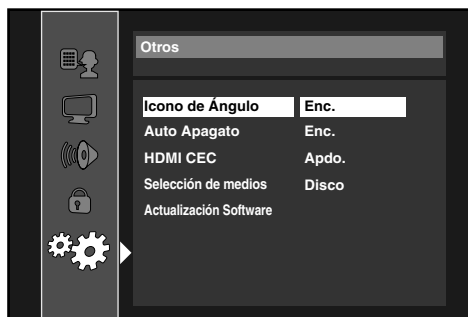 Otros
Icono de Ángulo Enc.
Auto Apagato Enc.
HDMI CEC Apdo.
Selección de medios Disco
Actualización Software